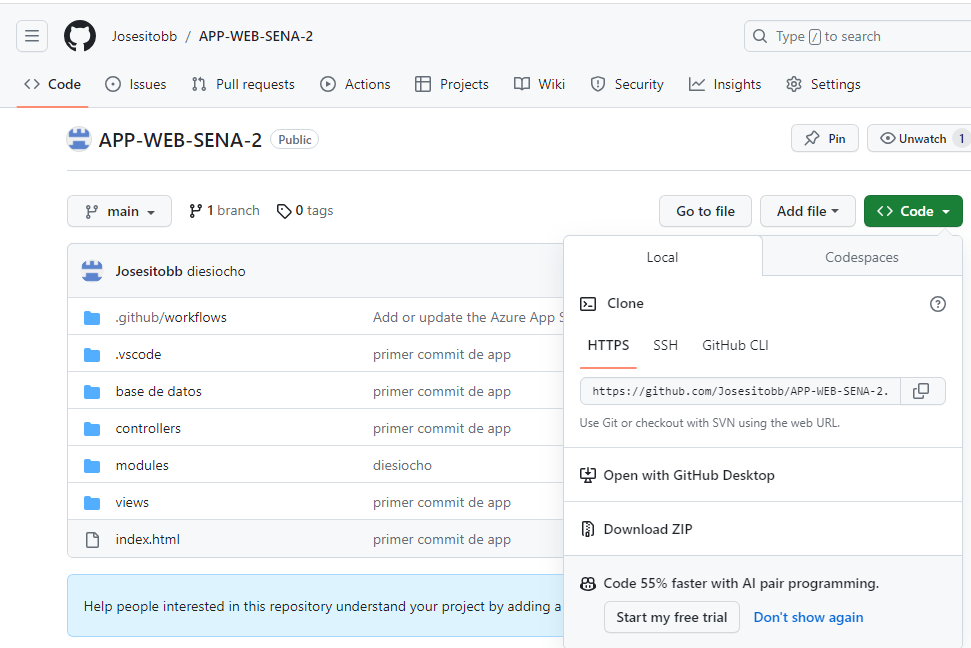 Josesitobb / APP-WEB-SENA-2
Type / to search
Code Issues Pull requests Actions Projects Wiki Security Insights Settings
APP-WEB-SENA-2 Public
Pin
Unwatch 1
main 1 branch 0 tags
Go to file Add file Code
Josesitobb diesiocho
.github/workflows Add or update the Azure App S
.vscode primer commit de app
base de datos primer commit de app
controllers primer commit de app
modules diesiocho
views primer commit de app
index.html primer commit de app
Help people interested in this repository understand your project by adding a
Local Codespaces
Clone
HTTPS SSH GitHub CLI
https://github.com/Josesitobb/APP-WEB-SENA-2.
Use Git or checkout with SVN using the web URL.
Open with GitHub Desktop
Download ZIP
Code 55% faster with AI pair programming.
Start my free trial Don't show again